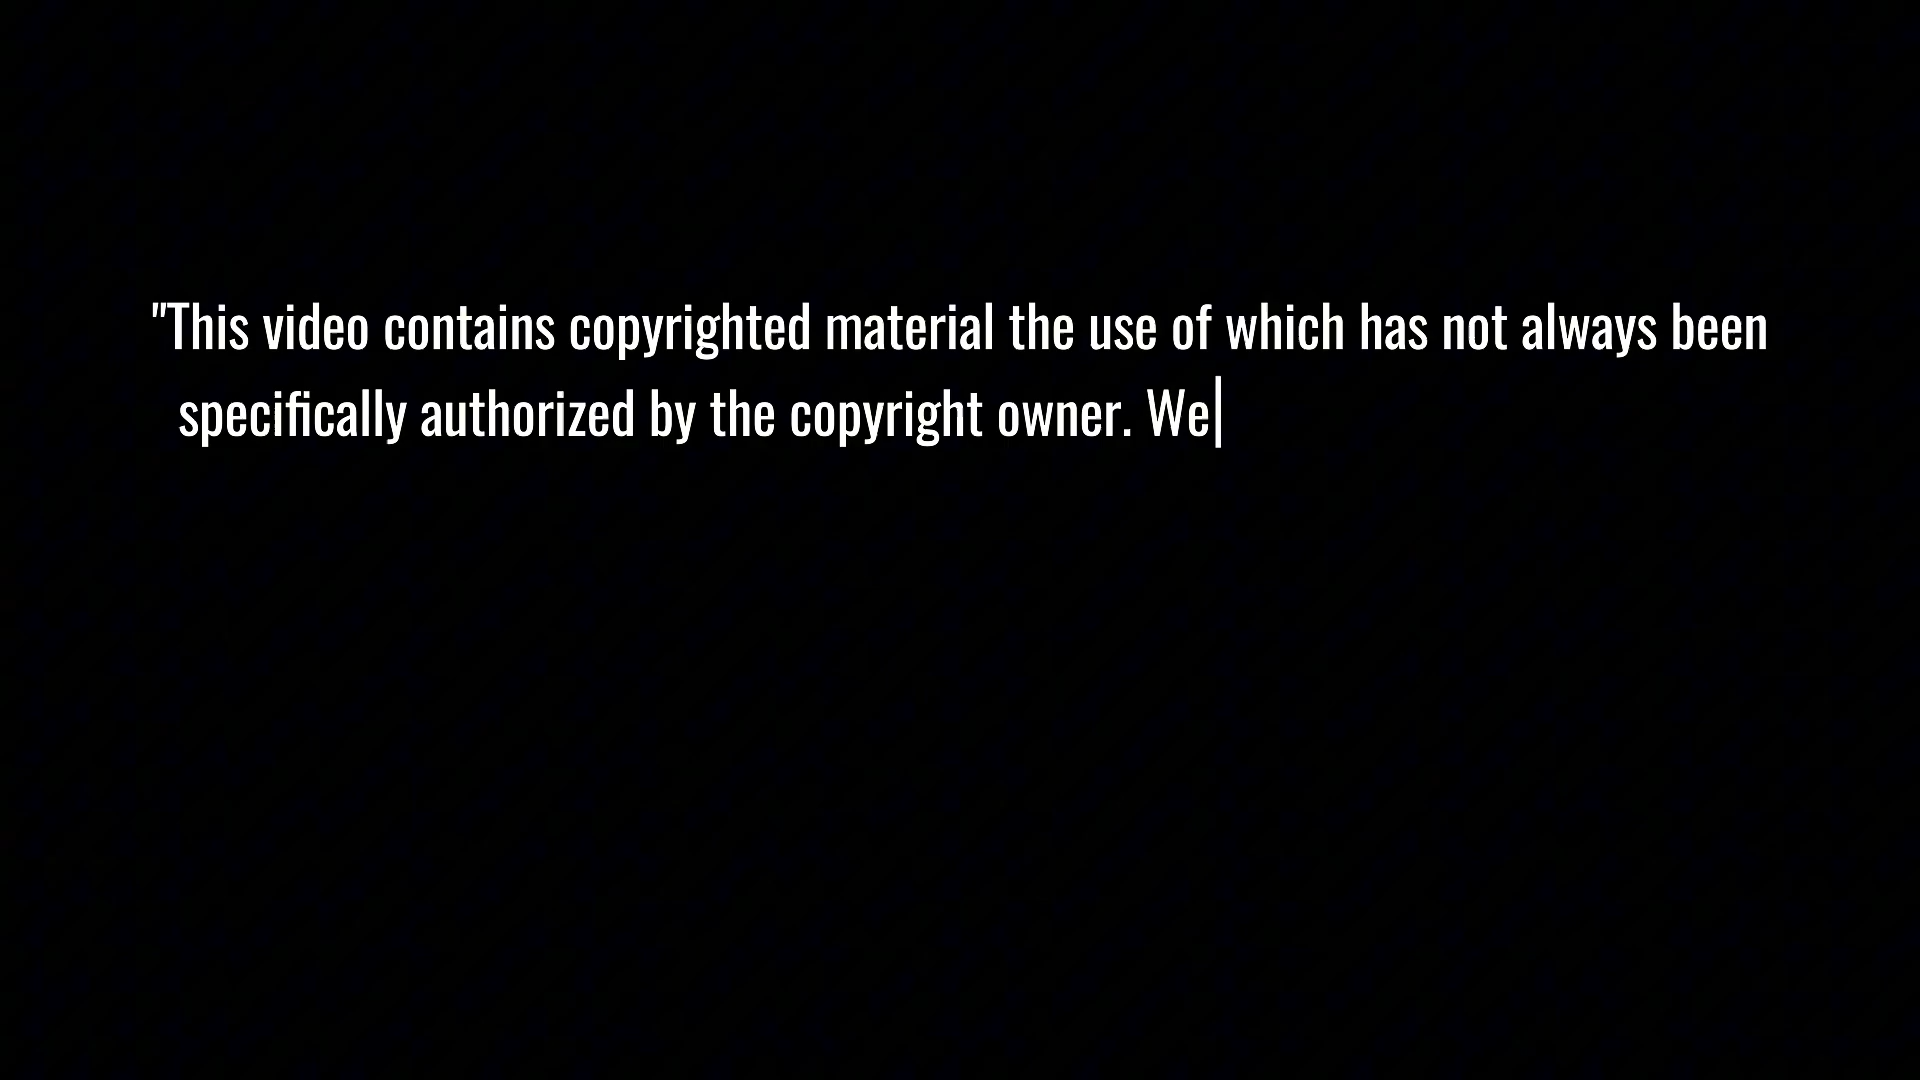 "This video contains copyrighted material the use of which has not always been
specifically authorized by the copyright owner. We